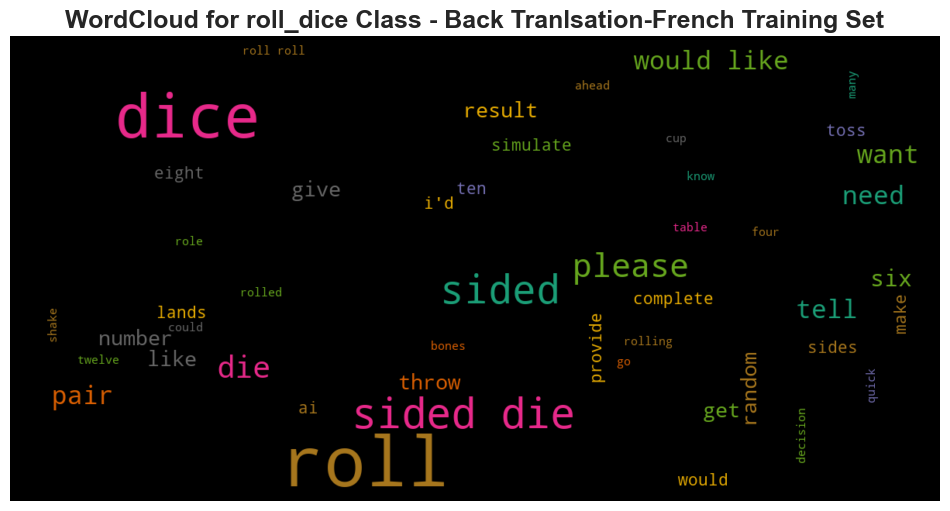 WordCloud for roll_dice Class - Back Tranlsation-French Training Set
roll roll
would like
ahead
many
dice
result
toss
simulate
cup
want
eight
know
give
ten
need
i'd
table
four
role
please
sided
six
rolled
complete
tell
make
lands
could
shake
number
provide
rolling
sides
bones
like
twelve
go
die
random
quick
pair
throw
ai
sided die
get
decision
roll
would